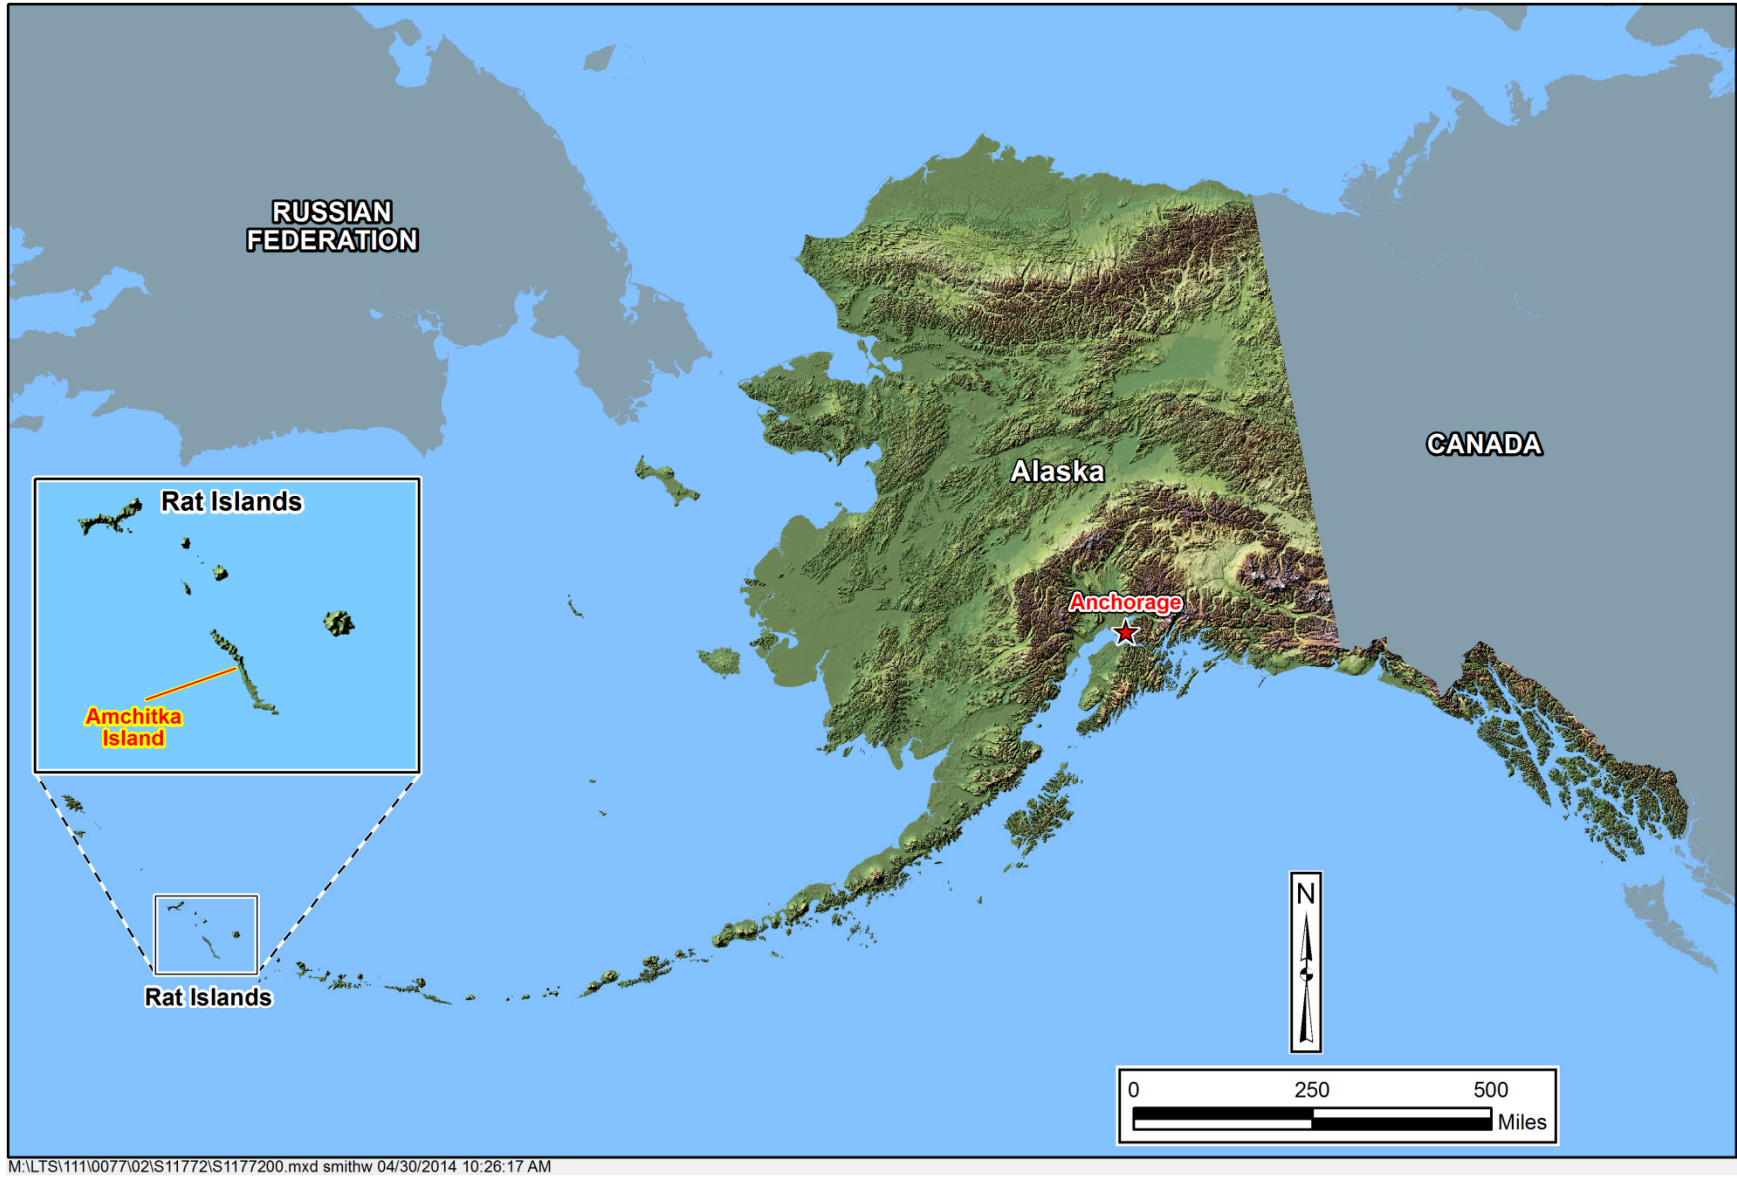 RUSSIAN
FEDERATION
CANADA
Alaska
Rat Islands
Anchorage
Amchitka
Island
N
Rat Islands
0 250 500
Miles
M:\LTS\111\0077\02\S11772\S1177200.mxd smithw 04/30/2014 10:26:17 AM